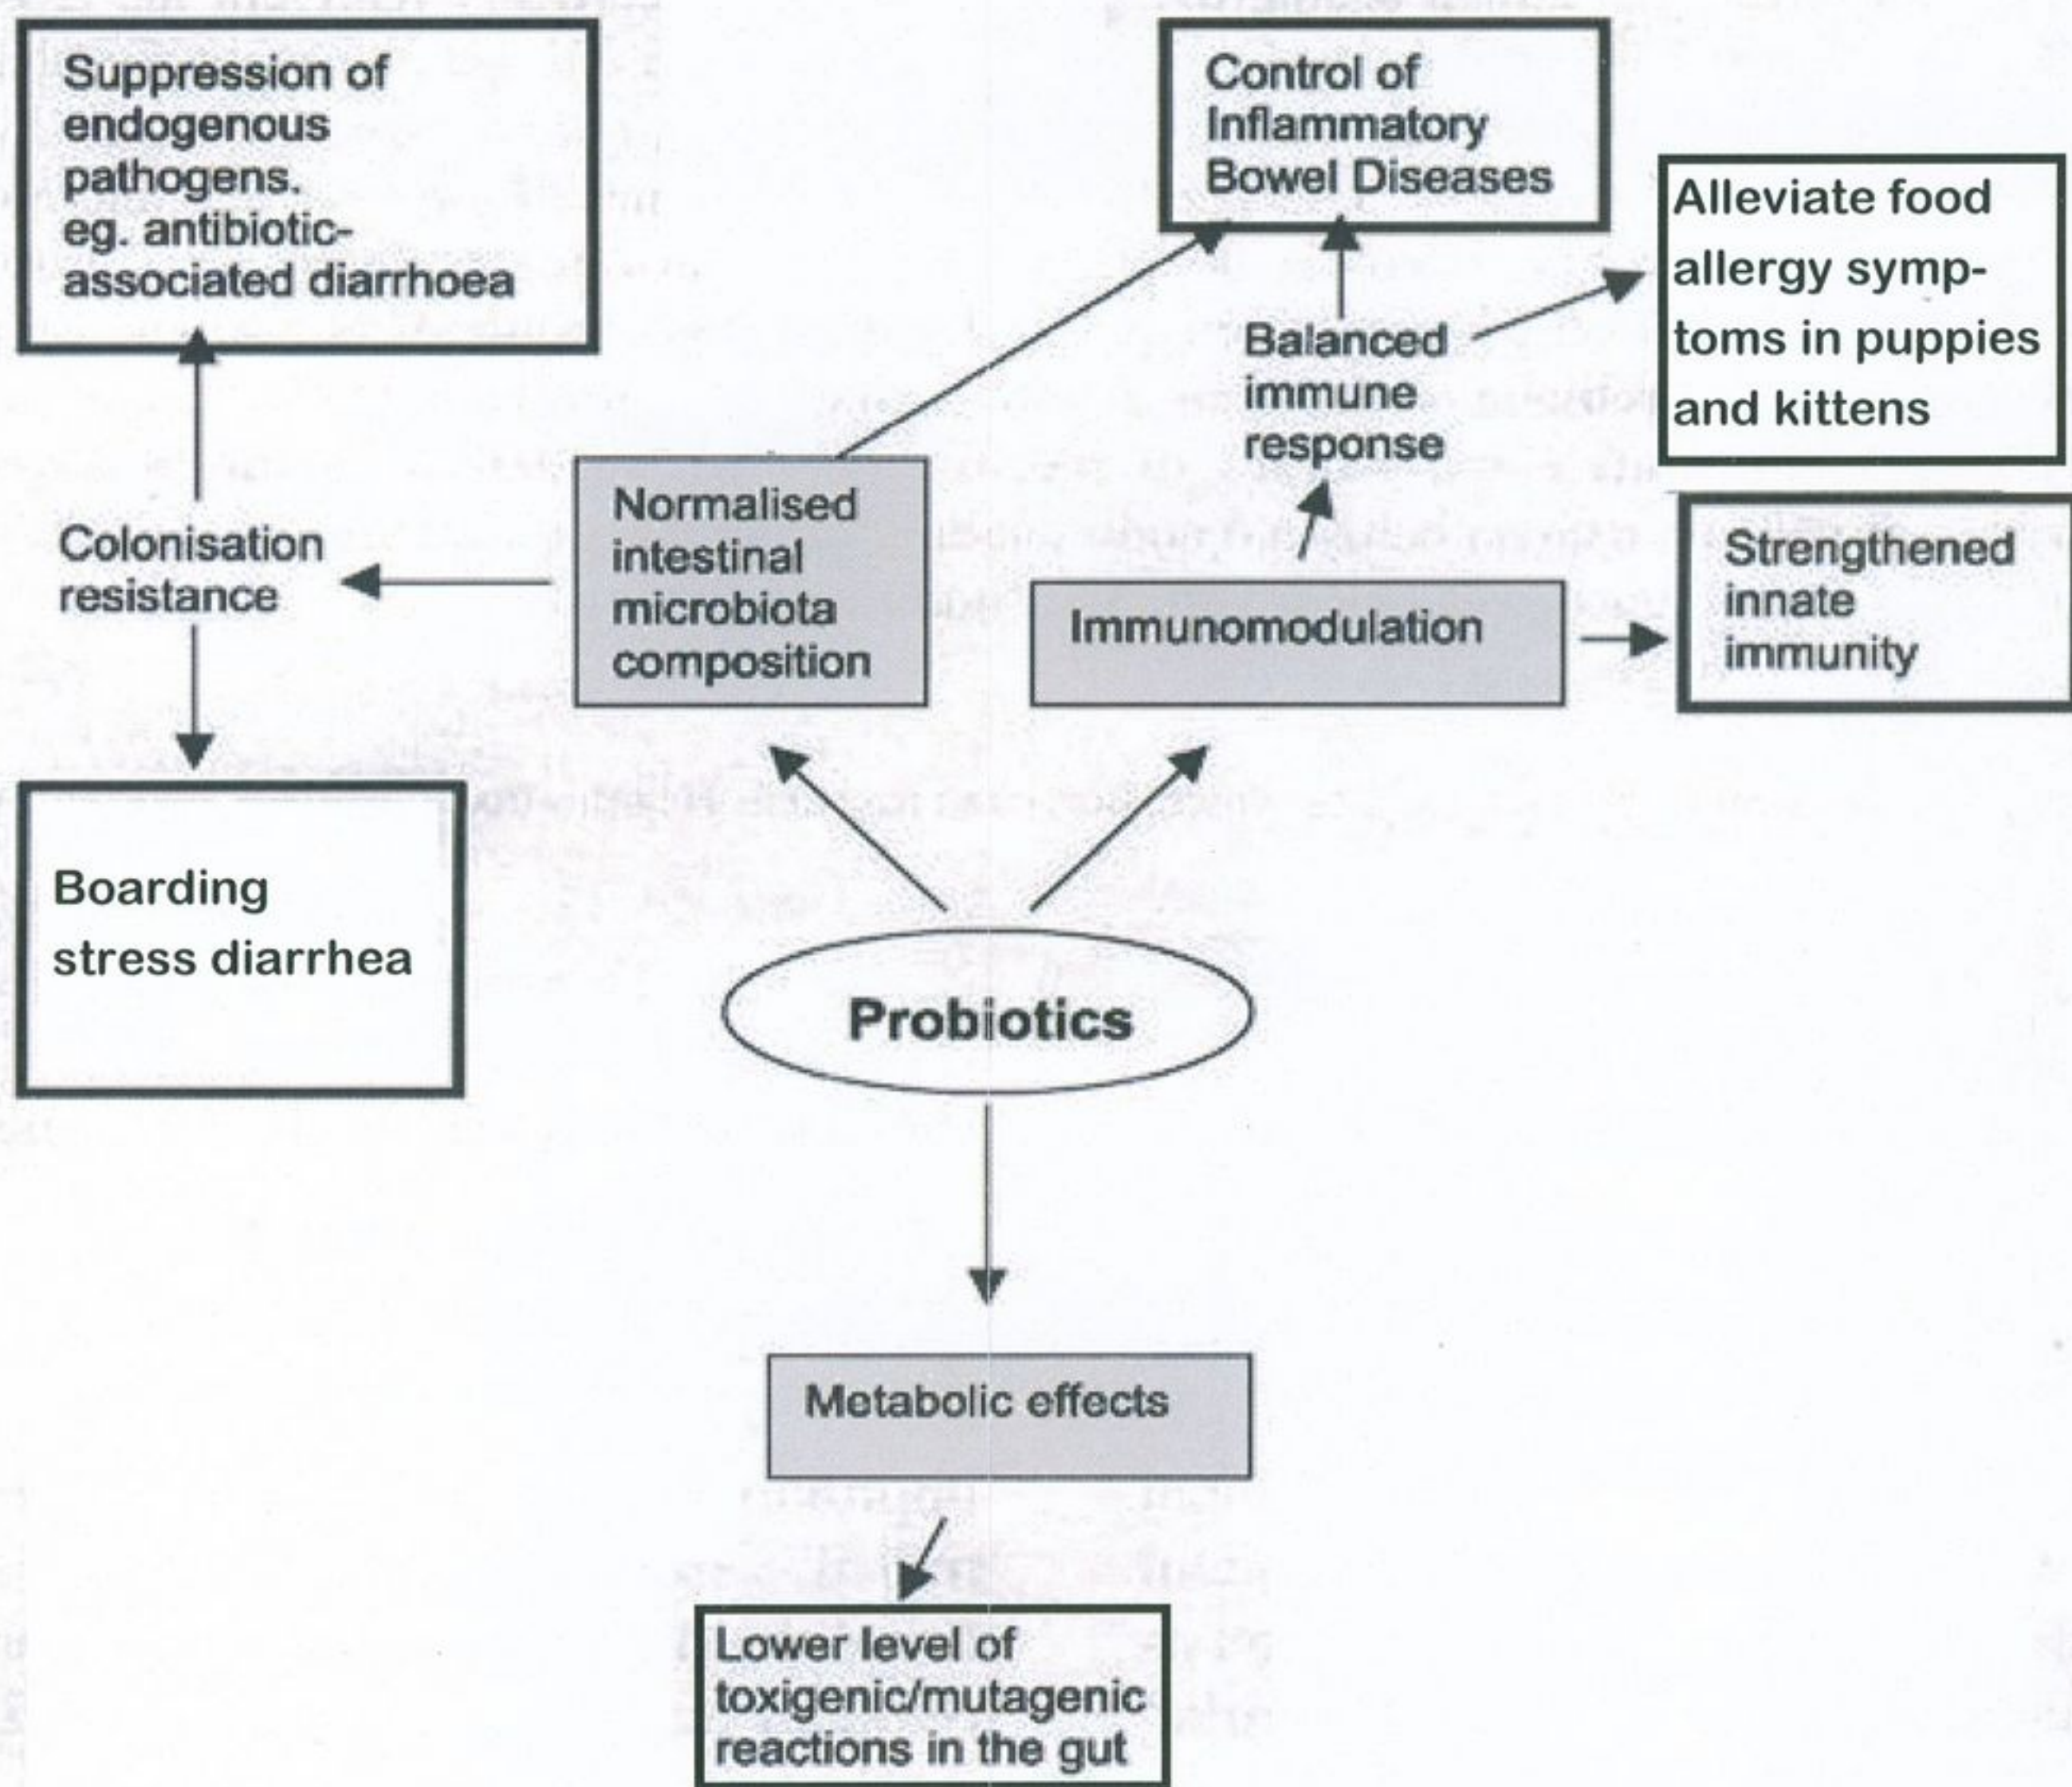 Suppression of
endogenous
pathogens.
eg. antibiotic-
associated diarrhoea
Control of
Inflammatory
Bowel Diseases
Alleviate food
allergy symp-
toms in puppies
and kittens
Balanced
immune
response
Colonisation
resistance
Normalised
intestinal
microbiota
composition
Immunomodulation
Strengthened
innate
immunity
Boarding
stress diarrhea
Probiotics
Metabolic effects
Lower level of
toxigenic/mutagenic
reactions in the gut